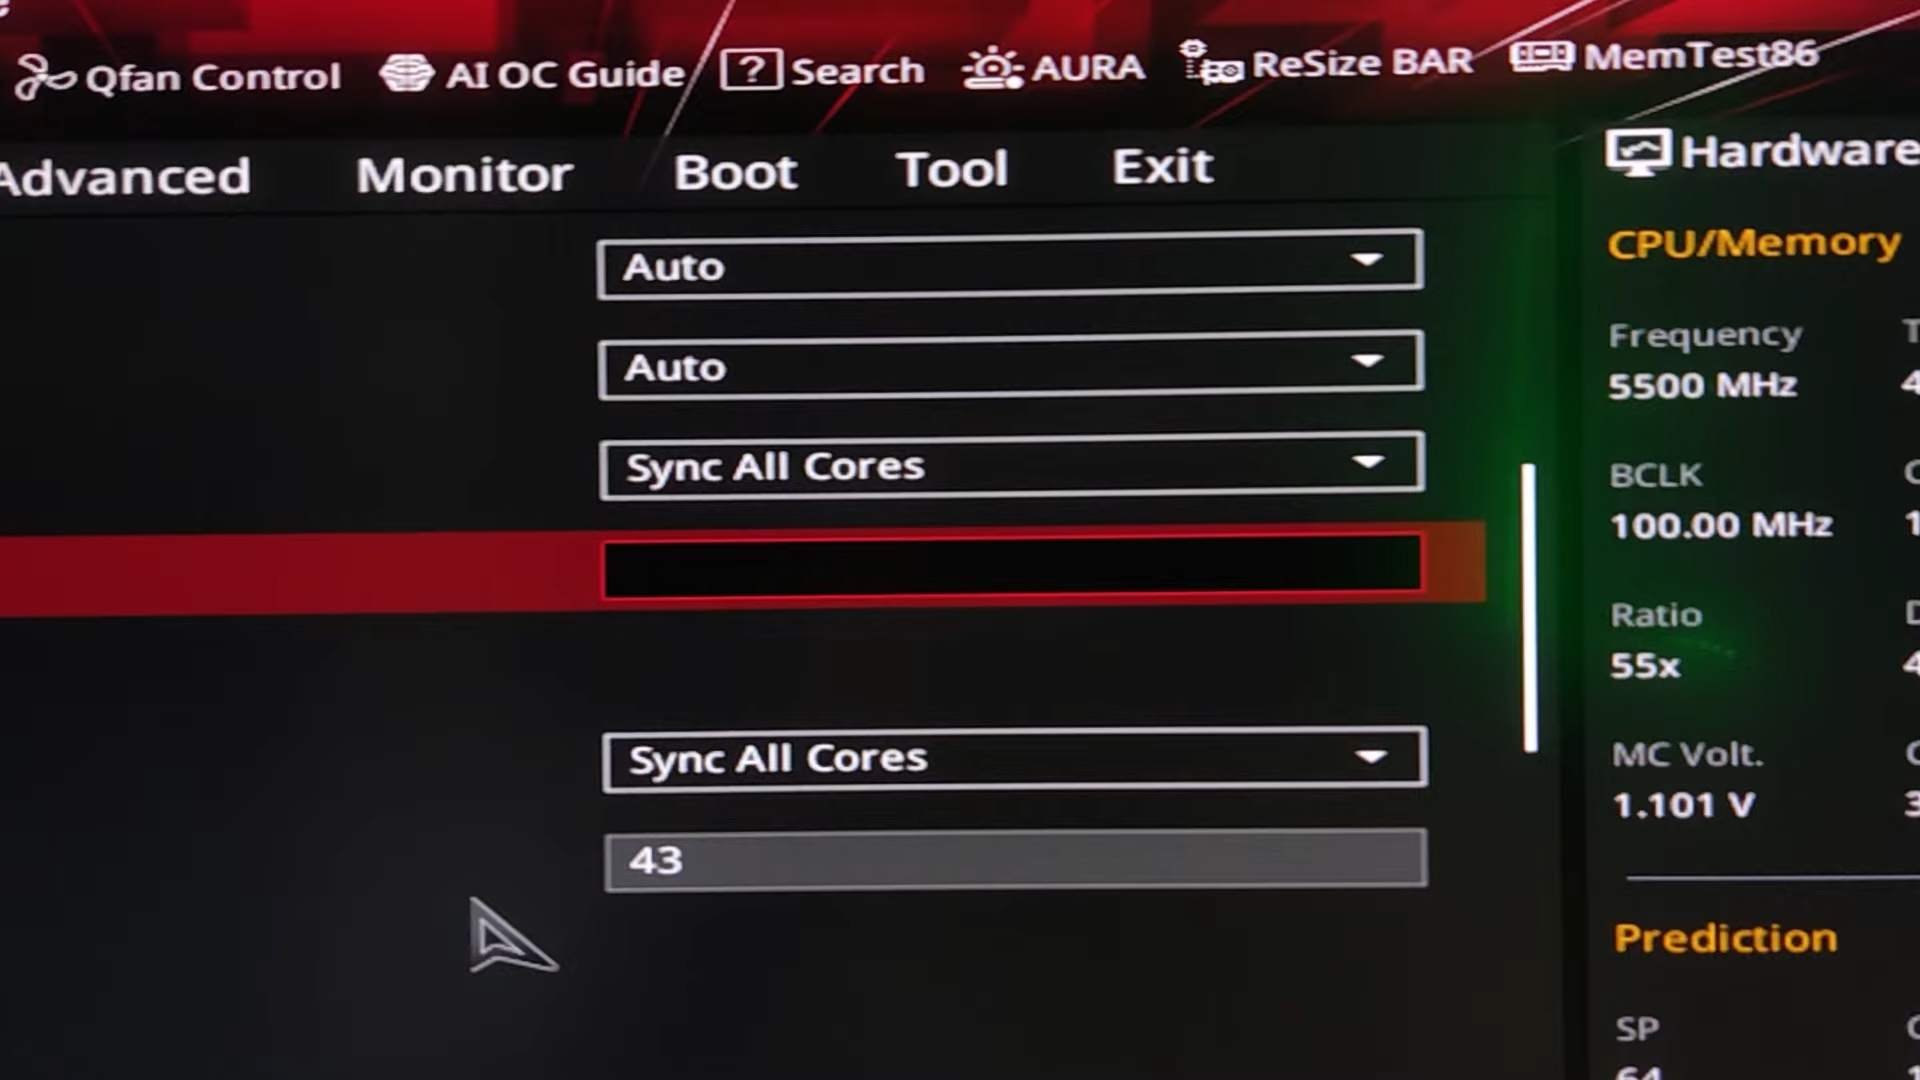 Qfan Control AI OC Guide ? Search AURA ReSize BAR MemTest86
Advanced Monitor Boot Tool Exit
Auto
Auto
Sync All Cores
Sync All Cores
43
Hardware
CPU/Memory
Frequency
5500 MHz
BCLK
100.00 MHz
Ratio
55x
MC Volt.
1.101 V
Prediction
SP
64